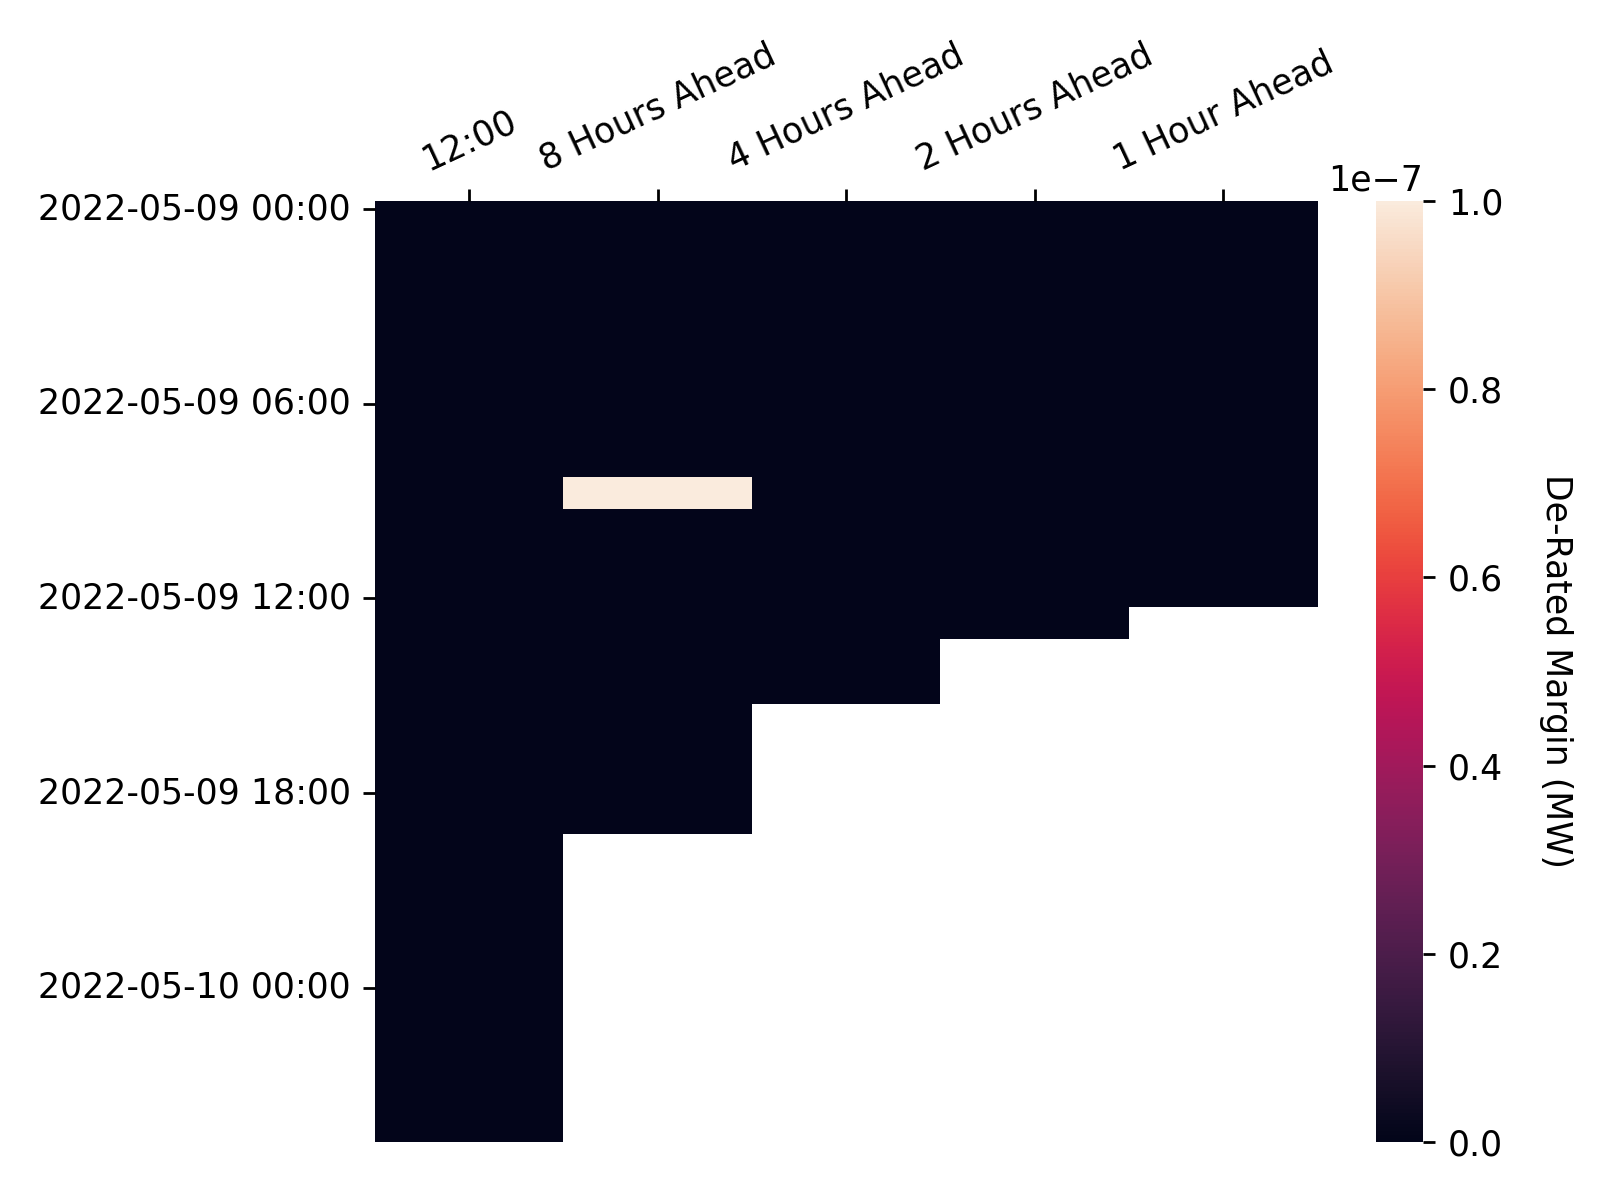 12:00
8 Hours Ahead
4 Hours Ahead
2 Hours Ahead
1 Hour Ahead
1e−7
2022-05-09 00:00
2022-05-09 06:00
2022-05-09 12:00
2022-05-09 18:00
2022-05-10 00:00
1.0
0.8
0.6
0.4
0.2
0.0
De-Rated Margin (MW)